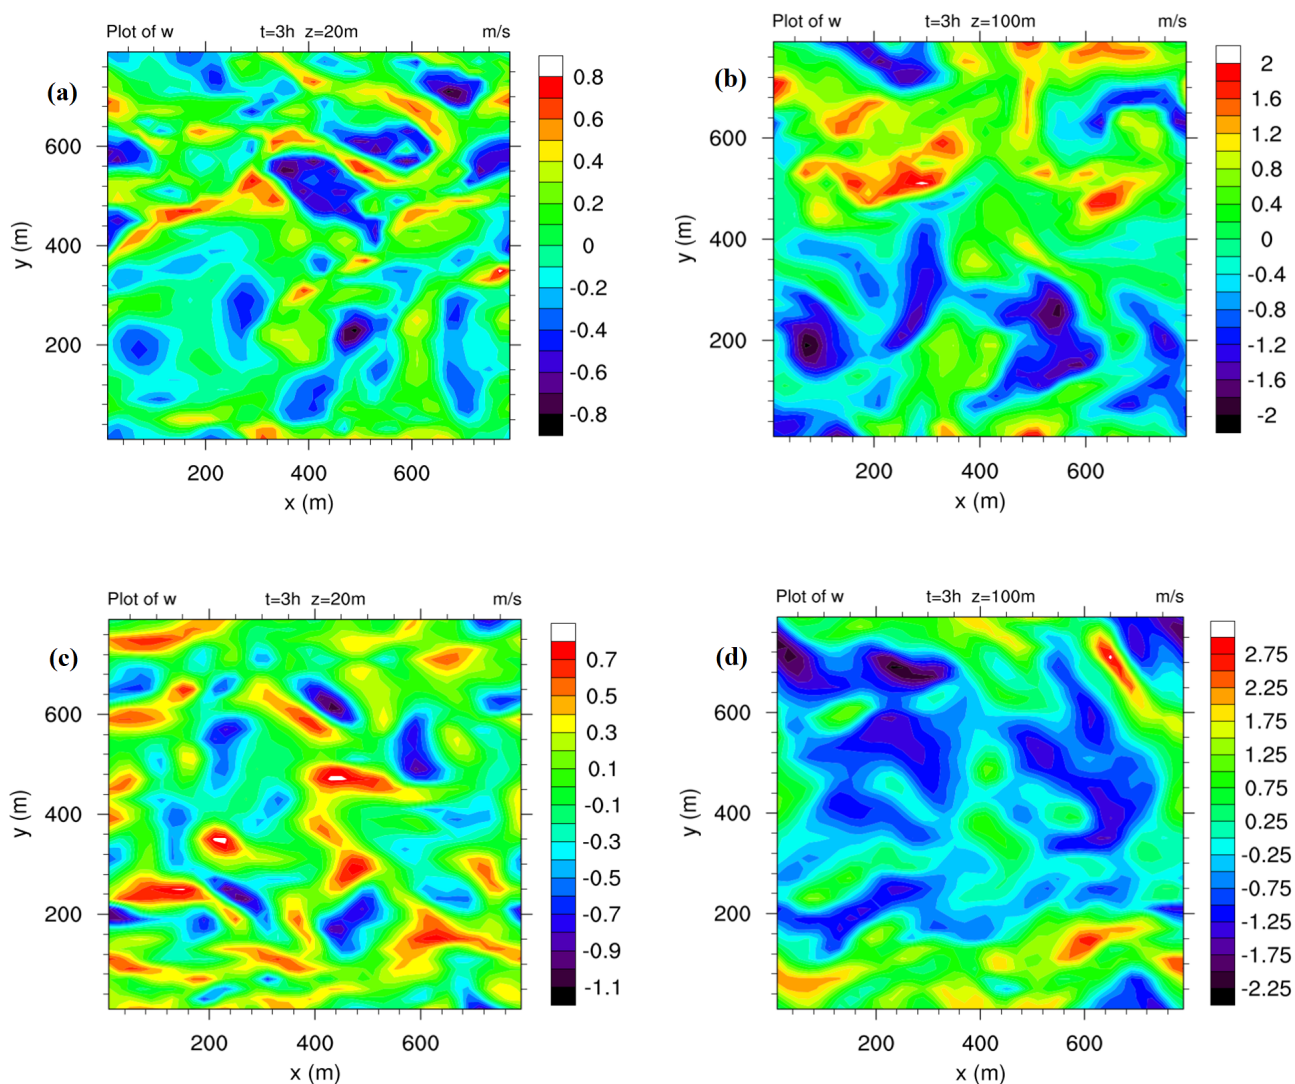 Plot of w t=3h z=20m m/s
(a)
0.8
0.6
0.4
0.2
0
-0.2
-0.4
-0.6
-0.8
600
400
200
y (m)
200 400 600
x (m)
Plot of w t=3h z=100m m/s
(b)
2
1.6
1.2
0.8
0.4
0
-0.4
-0.8
-1.2
-1.6
-2
600
400
200
y (m)
200 400 600
x (m)
Plot of w t=3h z=20m m/s
(c)
0.7
0.5
0.3
0.1
-0.1
-0.3
-0.5
-0.7
-0.9
-1.1
600
400
200
y (m)
200 400 600
x (m)
Plot of w t=3h z=100m m/s
(d)
2.75
2.25
1.75
1.25
0.75
0.25
-0.25
-0.75
-1.25
-1.75
-2.25
600
400
200
y (m)
200 400 600
x (m)